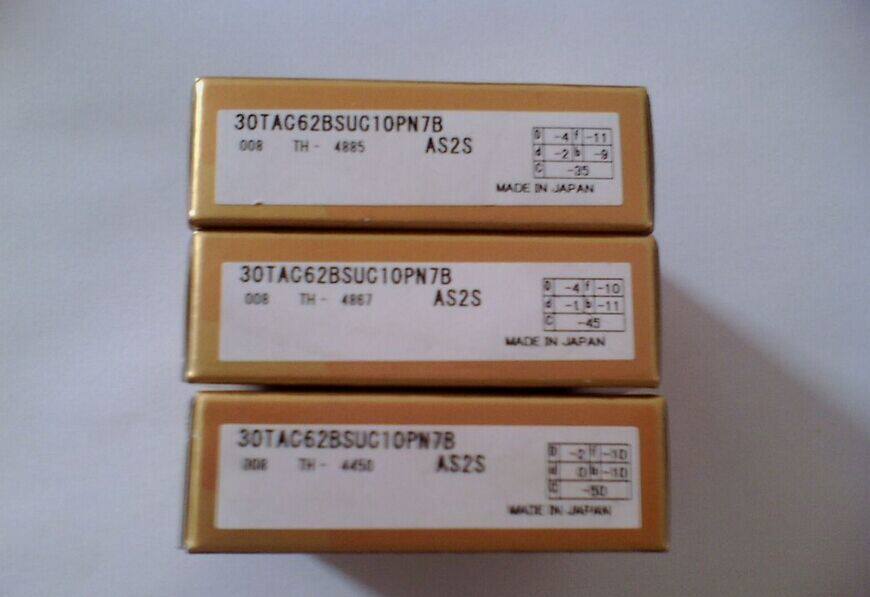 30TAC62BSUC10PN7B
008 TH - 4885 AS2S
D -4 f -11
d -2 b -9
C -35
MADE IN JAPAN
30TAC62BSUC10PN7B
008 TH - 4867 AS2S
D -4 f -10
d -1 b -11
C -45
MADE IN JAPAN
30TAC62BSUC10PN7B
008 TH - 4450 AS2S
D -2 f -10
d 0 b -10
C -50
MADE IN JAPAN